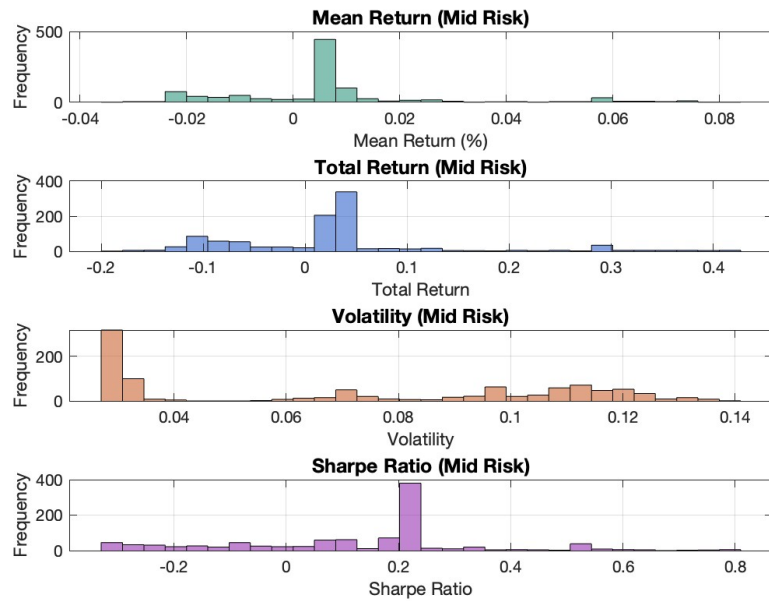 Mean Return (Mid Risk)
500
0
Frequency
-0.04 -0.02 0 0.02 0.04 0.06 0.08
Mean Return (%)
Total Return (Mid Risk)
400
200
0
Frequency
-0.2 -0.1 0 0.1 0.2 0.3 0.4
Total Return
Volatility (Mid Risk)
200
0
Frequency
0.04 0.06 0.08 0.1 0.12 0.14
Volatility
Sharpe Ratio (Mid Risk)
400
200
0
Frequency
-0.2 0 0.2 0.4 0.6 0.8
Sharpe Ratio